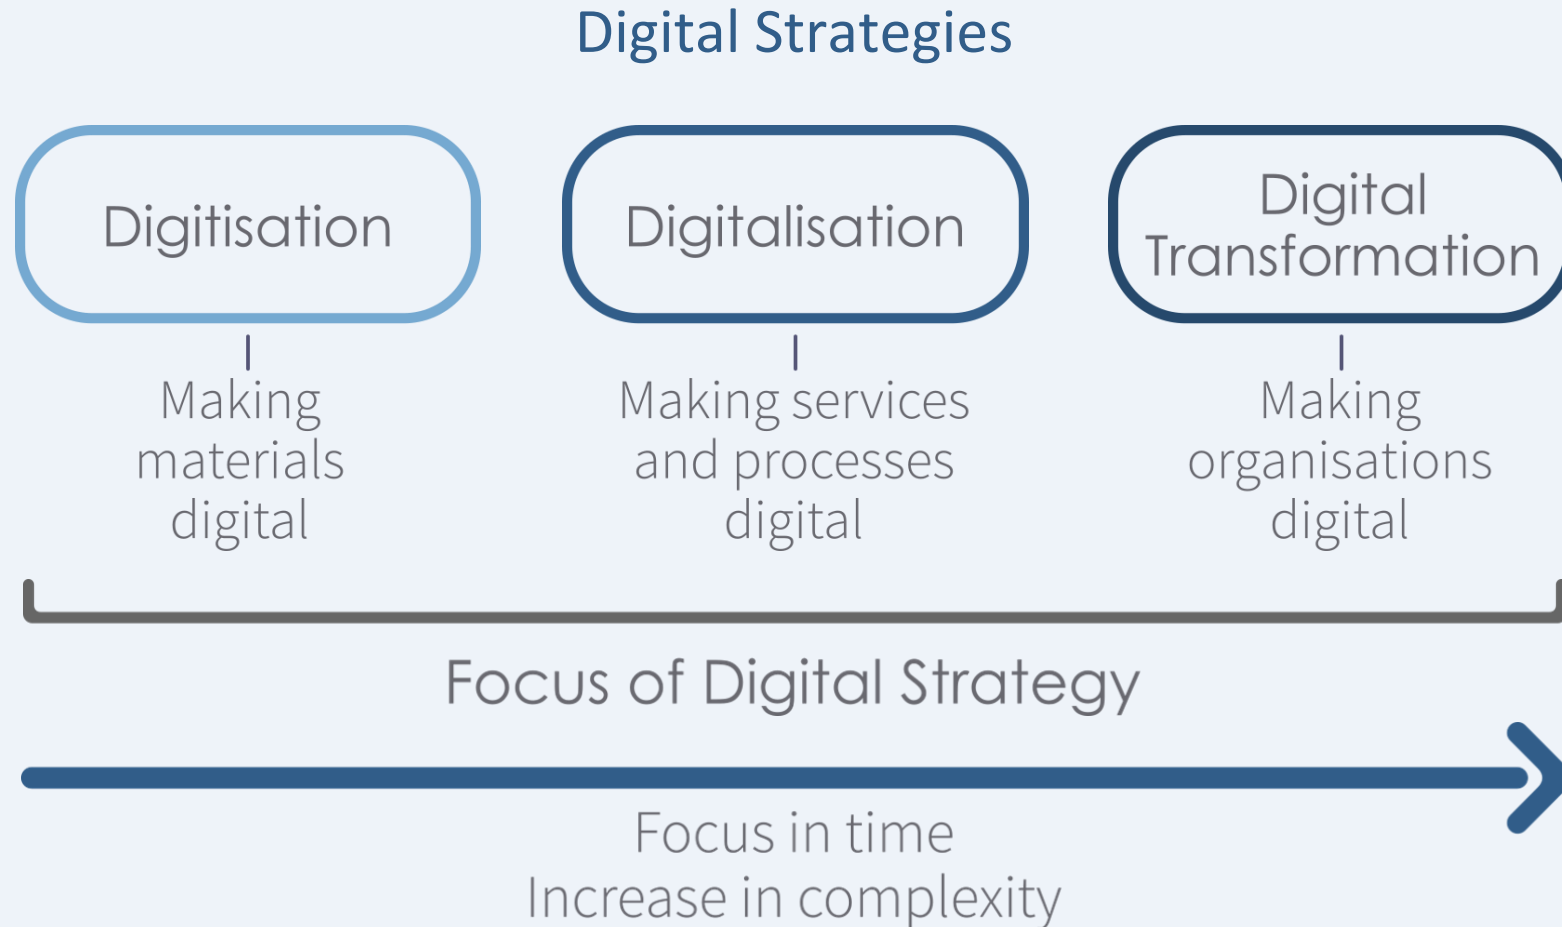 Digital Strategies
Digitisation
Making
materials
digital
Digitalisation
Making services
and processes
digital
Digital
Transformation
Making
organisations
digital
Focus of Digital Strategy
Focus in time
Increase in complexity